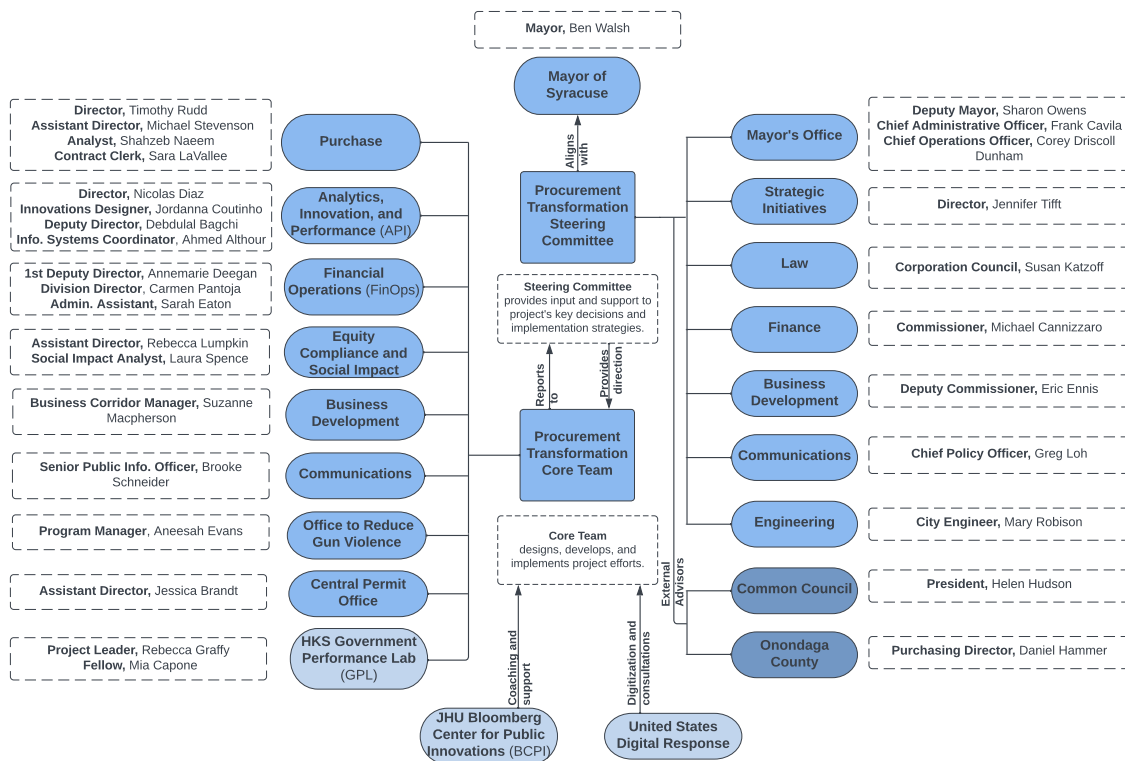 Mayor, Ben Walsh
Mayor of
Syracuse
Aligns
with
Procurement
Transformation
Steering
Committee
Steering Committee
provides input and support to
project's key decisions and
implementation strategies.
Reports
to
Provides
direction
Procurement
Transformation
Core Team
Core Team
designs, develops, and
implements project efforts.
Coaching and
support
Digitization and
consultations
JHU Bloomberg
Center for Public
Innovations (BCPI)
United States
Digital Response
Director, Timothy Rudd
Assistant Director, Michael Stevenson
Analyst, Shahzeb Naeem
Contract Clerk, Sara LaVallee
Purchase
Director, Nicolas Diaz
Innovations Designer, Jordanna Coutinho
Deputy Director, Debdulal Bagchi
Info. Systems Coordinator, Ahmed Althour
Analytics,
Innovation, and
Performance (API)
1st Deputy Director, Annemarie Deegan
Division Director, Carmen Pantoja
Admin. Assistant, Sarah Eaton
Financial
Operations (FinOps)
Assistant Director, Rebecca Lumpkin
Social Impact Analyst, Laura Spence
Equity
Compliance and
Social Impact
Business Corridor Manager, Suzanne
Macpherson
Business
Development
Senior Public Info. Officer, Brooke
Schneider
Communications
Program Manager, Aneesah Evans
Office to Reduce
Gun Violence
Assistant Director, Jessica Brandt
Central Permit
Office
Project Leader, Rebecca Graffy
Fellow, Mia Capone
HKS Government
Performance Lab
(GPL)
Mayor's Office
Deputy Mayor, Sharon Owens
Chief Administrative Officer, Frank Cavila
Chief Operations Officer, Corey Driscoll
Dunham
Strategic
Initiatives
Director, Jennifer Tifft
Law
Corporation Council, Susan Katzoff
Finance
Commissioner, Michael Cannizzaro
Business
Development
Deputy Commissioner, Eric Ennis
Communications
Chief Policy Officer, Greg Loh
Engineering
City Engineer, Mary Robison
External
Advisors
Common Council
President, Helen Hudson
Onondaga
County
Purchasing Director, Daniel Hammer